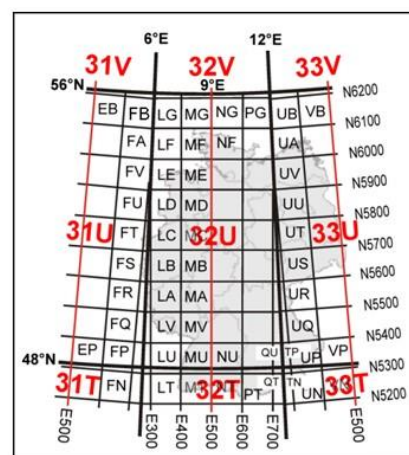 6°E 12°E
31V 32V 33V
9°E
56°N N6200
EB FB LG MG NG PG UB VB
N6100
FA LF MF NF UA
N6000
FV LE ME UV
N5900
FU LD MD UU
N5800
31U FT LC 32U UT 33U
N5700
FS LB MB US
N5600
FR LA MA UR
N5500
FQ LV MV UQ
N5400
EP FP LU MU NU QU TP UP VP
48°N N5300
31T FN LT 32T PT QT TN UN 33T
N5200
E500 E300 E400 E500 E600 E700 E500